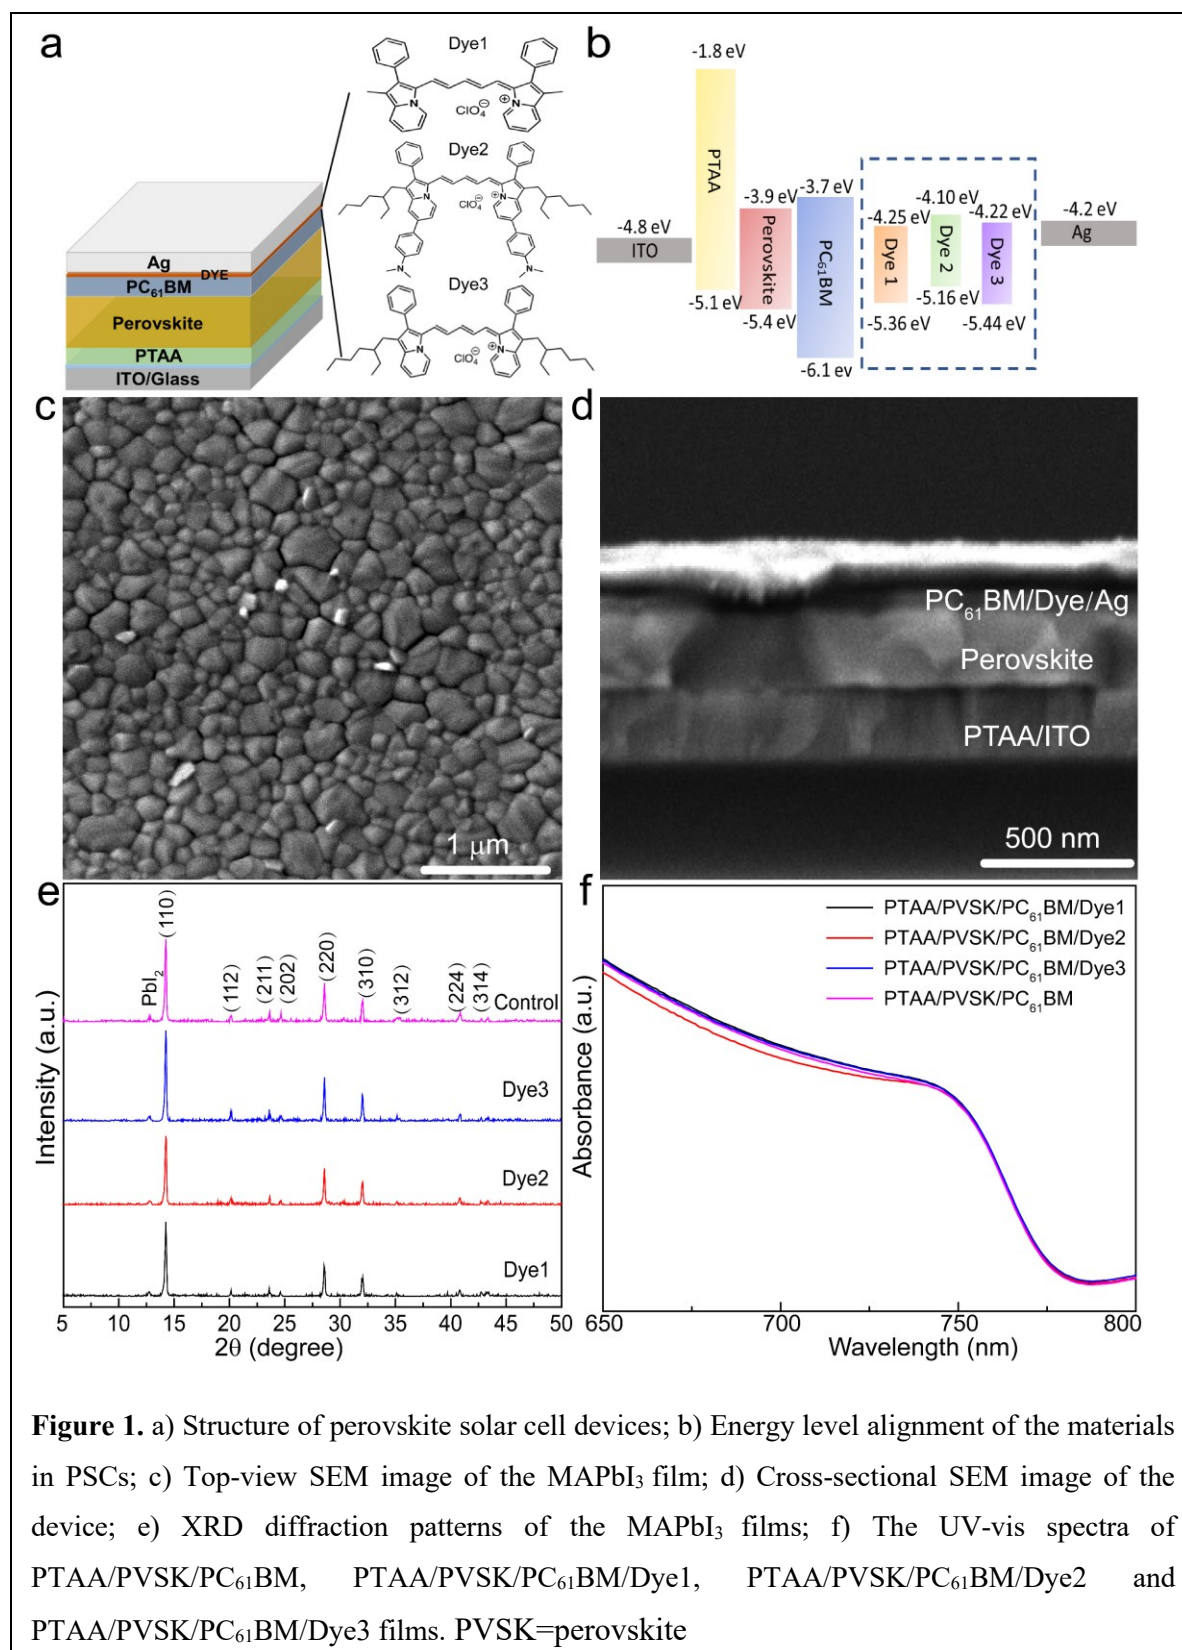 a
Dye1
ClO₄⊖
N
⊕
N
Dye2
ClO₄⊖
N
⊕
N
N
N
Dye3
ClO₄⊖
N
⊕
N
Ag
DYE
PC₆₁BM
Perovskite
PTAA
ITO/Glass
b
-1.8 eV
PTAA
-5.1 eV
-4.8 eV
ITO
-3.9 eV
Perovskite
-5.4 eV
-3.7 eV
PC₆₁BM
-6.1 ev
-4.25 eV
Dye 1
-5.36 eV
-4.10 eV
Dye 2
-5.16 eV
-4.22 eV
Dye 3
-5.44 eV
-4.2 eV
Ag
c
1 μm
d
PC₆₁BM/Dye/Ag
Perovskite
PTAA/ITO
500 nm
e
Intensity (a.u.)
PbI₂
(110)
(112)
(211)
(202)
(220)
(310)
(312)
(224)
(314)
Control
Dye3
Dye2
Dye1
5 10 15 20 25 30 35 40 45 50
2θ (degree)
f
Absorbance (a.u.)
PTAA/PVSK/PC₆₁BM/Dye1
PTAA/PVSK/PC₆₁BM/Dye2
PTAA/PVSK/PC₆₁BM/Dye3
PTAA/PVSK/PC₆₁BM
650 700 750 800
Wavelength (nm)
Figure 1. a) Structure of perovskite solar cell devices; b) Energy level alignment of the materials
in PSCs; c) Top-view SEM image of the MAPbI₃ film; d) Cross-sectional SEM image of the
device; e) XRD diffraction patterns of the MAPbI₃ films; f) The UV-vis spectra of
PTAA/PVSK/PC₆₁BM, PTAA/PVSK/PC₆₁BM/Dye1, PTAA/PVSK/PC₆₁BM/Dye2 and
PTAA/PVSK/PC₆₁BM/Dye3 films. PVSK=perovskite